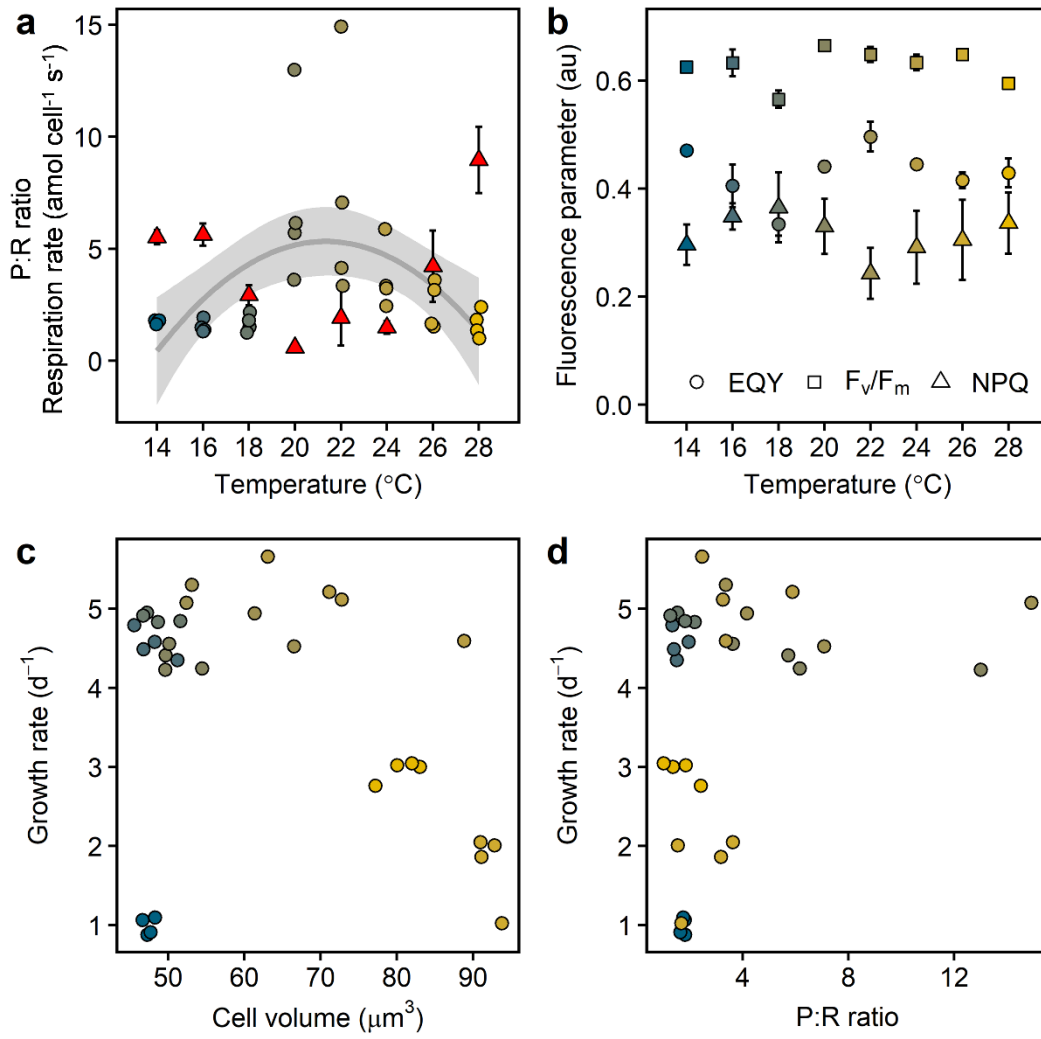 a
P:R ratio
Respiration rate (amol cell⁻¹ s⁻¹)
15
10
5
0
14 16 18 20 22 24 26 28
Temperature (°C)
b
Fluorescence parameter (au)
0.6
0.4
0.2
0.0
EQY Fᵥ/Fₘ NPQ
14 16 18 20 22 24 26 28
Temperature (°C)
c
Growth rate (d⁻¹)
5
4
3
2
1
50 60 70 80 90
Cell volume (μm³)
d
Growth rate (d⁻¹)
5
4
3
2
1
4 8 12
P:R ratio